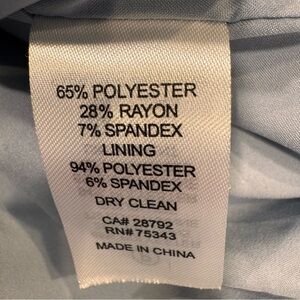 65% POLYESTER
28% RAYON
7% SPANDEX
LINING
94% POLYESTER
6% SPANDEX
DRY CLEAN
CA# 28792
RN# 75343
MADE IN CHINA